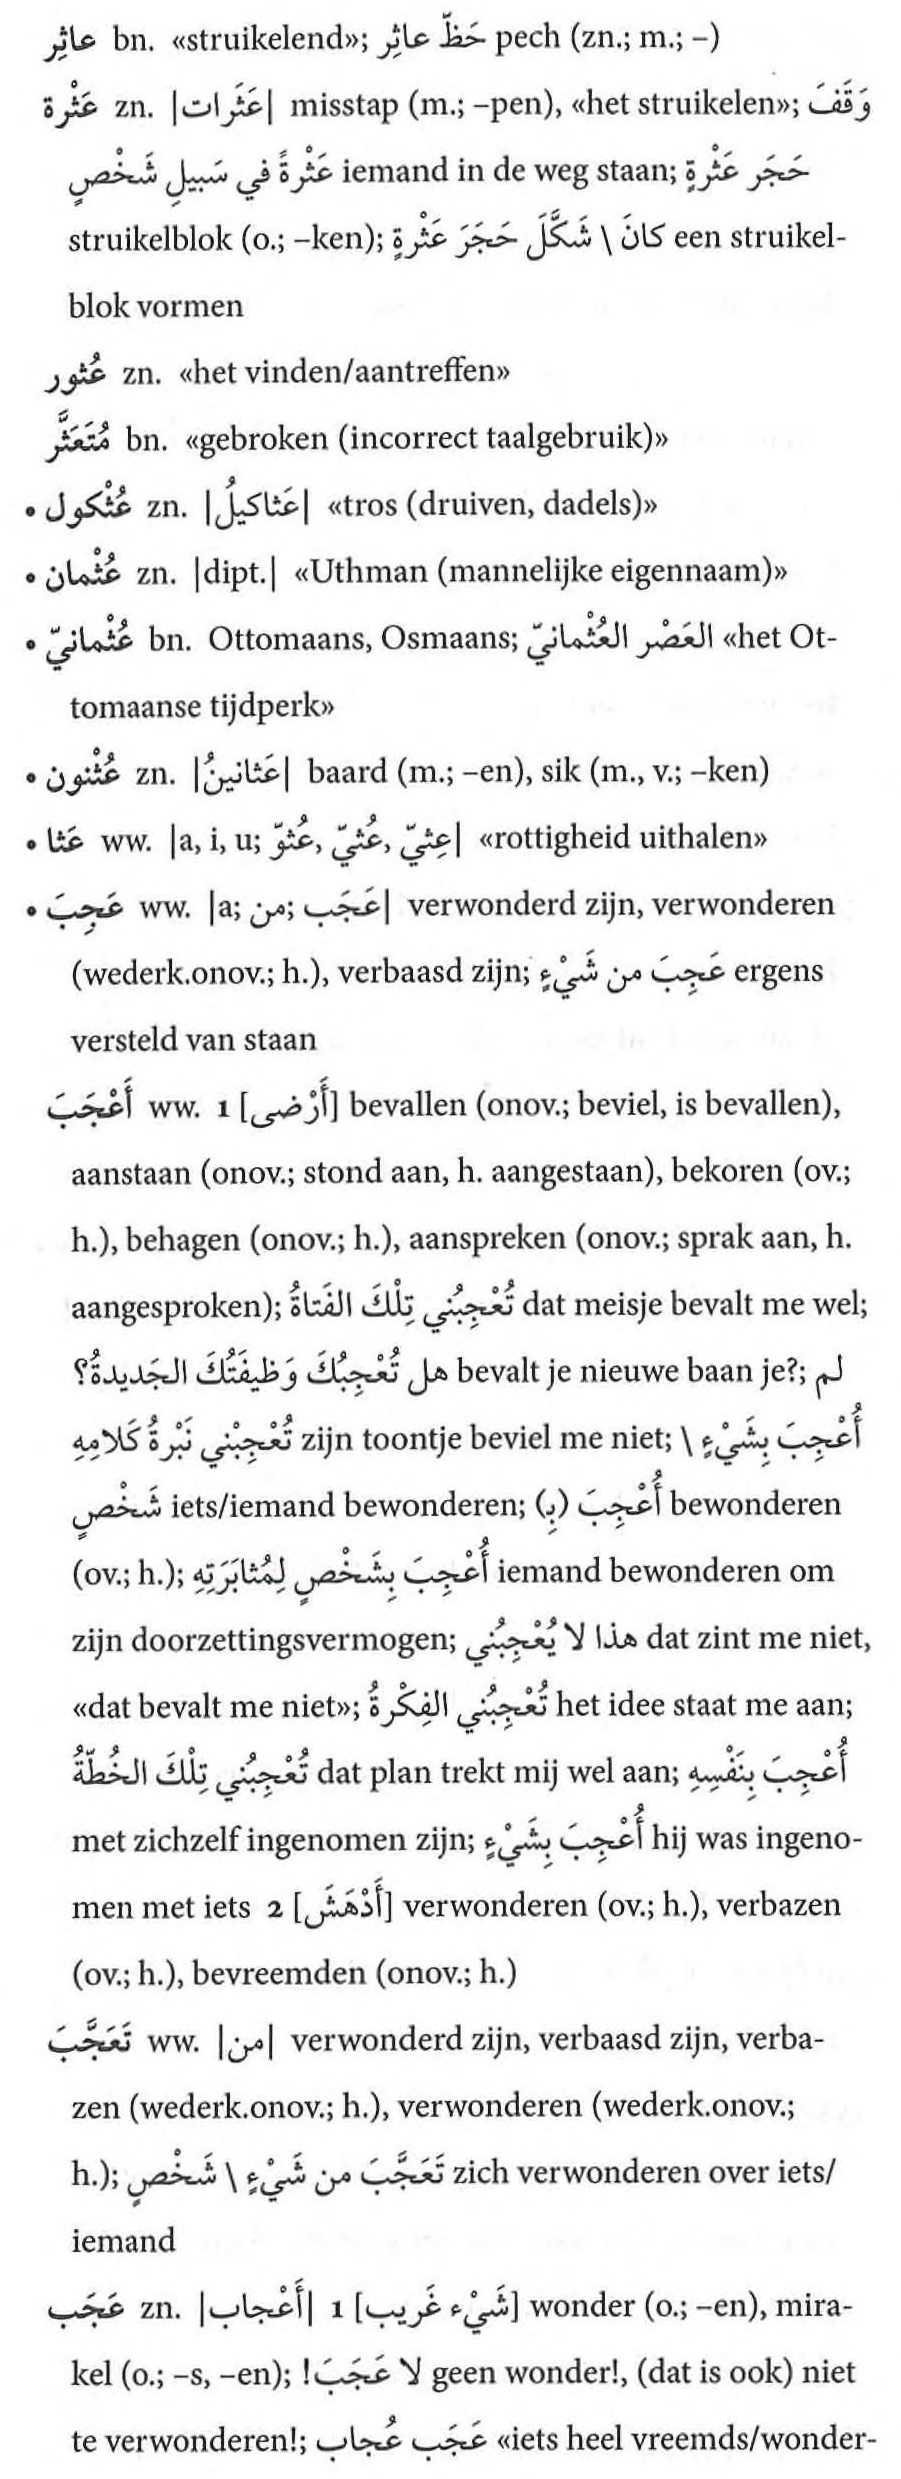 عاثِر bn. «struikelend»; حَظّ عاثِر pech (zn.; m.; –)
عَثْرة zn. |عَثَرات| misstap (m.; –pen), «het struikelen»; وَقَفَ
حَجَر عَثْرةٍ iemand in de weg staan; عَثْرةً في سَبيلِ شَخْصٍ
struikelblok (o.; –ken); كانَ \ شَكَّلَ حَجَرَ عَثْرةٍ een struikel-
blok vormen
عُثور zn. «het vinden/aantreffen»
مُتَعَثَّر bn. «gebroken (incorrect taalgebruik)»
• عُثْكول zn. |عَثاكيلُ| «tros (druiven, dadels)»
• عُثْمان zn. |dipt.| «Uthman (mannelijke eigennaam)»
• عُثْمانيّ bn. Ottomaans, Osmaans; العَصْر العُثْمانيّ «het Ot-
tomaanse tijdperk»
• عُثْنون zn. |عَثانينُ| baard (m.; –en), sik (m., v.; –ken)
• عَثا ww. |a, i, u; عُثوّ, عُثيّ, عِثيّ| «rottigheid uithalen»
• عَجِبَ ww. |a; من; عَجَب| verwonderd zijn, verwonderen
(wederk.onov.; h.), verbaasd zijn; عَجِبَ من شَيْءٍ ergens
versteld van staan
أَعْجَبَ ww. 1 [أَرْضى] bevallen (onov.; beviel, is bevallen),
aanstaan (onov.; stond aan, h. aangestaan), bekoren (ov.;
h.), behagen (onov.; h.), aanspreken (onov.; sprak aan, h.
aangesproken); تُعْجِبُني تِلْكَ الفَتاةُ dat meisje bevalt me wel;
هل تُعْجِبُكَ وَظيفَتُكَ الجَديدةُ؟ bevalt je nieuwe baan je?; لم
تُعْجِبْني نَبْرةُ كَلامِهِ zijn toontje beviel me niet; أُعْجِبَ بِشَيْءٍ \
شَخْصٍ iets/iemand bewonderen; أُعْجِبَ (بِ) bewonderen
(ov.; h.); أُعْجِبَ بِشَخْصٍ لِمُثابَرَتِهِ iemand bewonderen om
zijn doorzettingsvermogen; هذا لا يُعْجِبُني dat zint me niet,
«dat bevalt me niet»; تُعْجِبُني الفِكْرةُ het idee staat me aan;
تُعْجِبُني تِلْكَ الخُطّةُ dat plan trekt mij wel aan; أُعْجِبَ بِنَفْسِهِ
met zichzelf ingenomen zijn; أُعْجِبَ بِشَيْءٍ hij was ingeno-
men met iets 2 [أَدْهَشَ] verwonderen (ov.; h.), verbazen
(ov.; h.), bevreemden (onov.; h.)
تَعَجَّبَ ww. |من| verwonderd zijn, verbaasd zijn, verba-
zen (wederk.onov.; h.), verwonderen (wederk.onov.;
h.); تَعَجَّبَ من شَيْءٍ \ شَخْصٍ zich verwonderen over iets/
iemand
عَجَب zn. |أَعْجاب| 1 [شَيْء غَريب] wonder (o.; –en), mira-
kel (o.; –s, –en); لا عَجَبَ! geen wonder!, (dat is ook) niet
te verwonderen!; عَجَب عُجاب «iets heel vreemds/wonder-